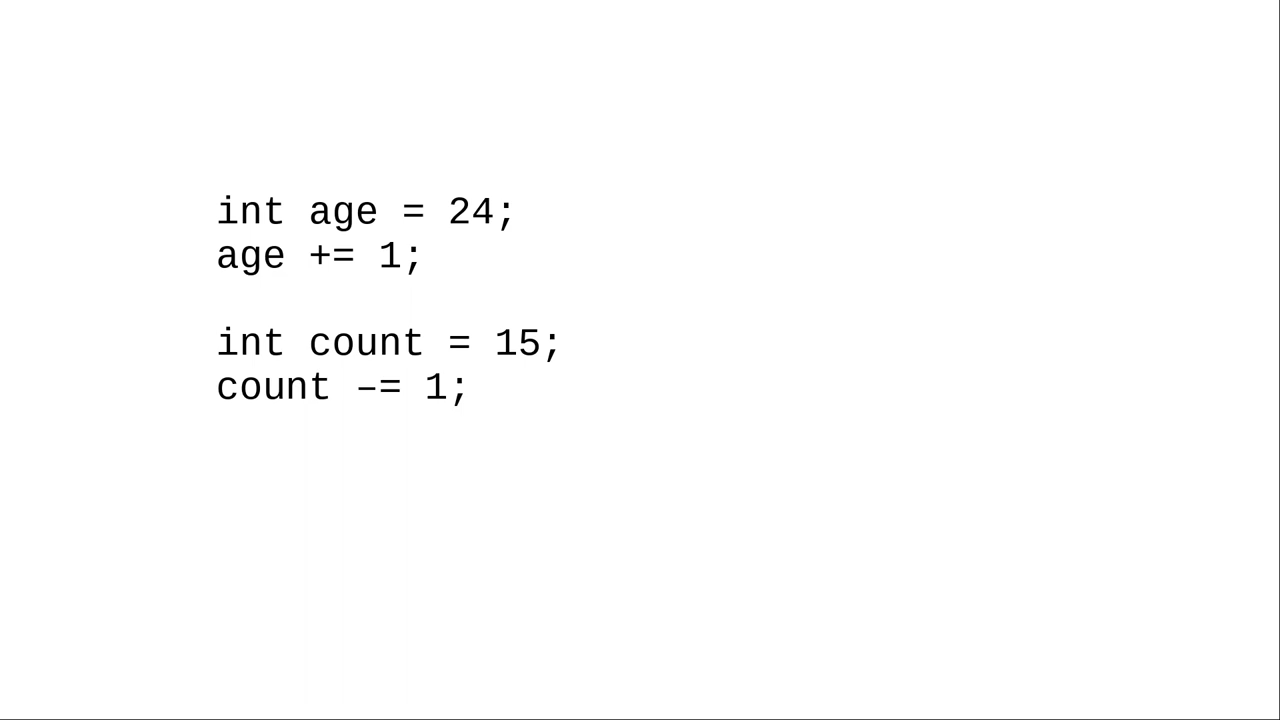 int age = 24;
age += 1;
int count = 15;
count –= 1;